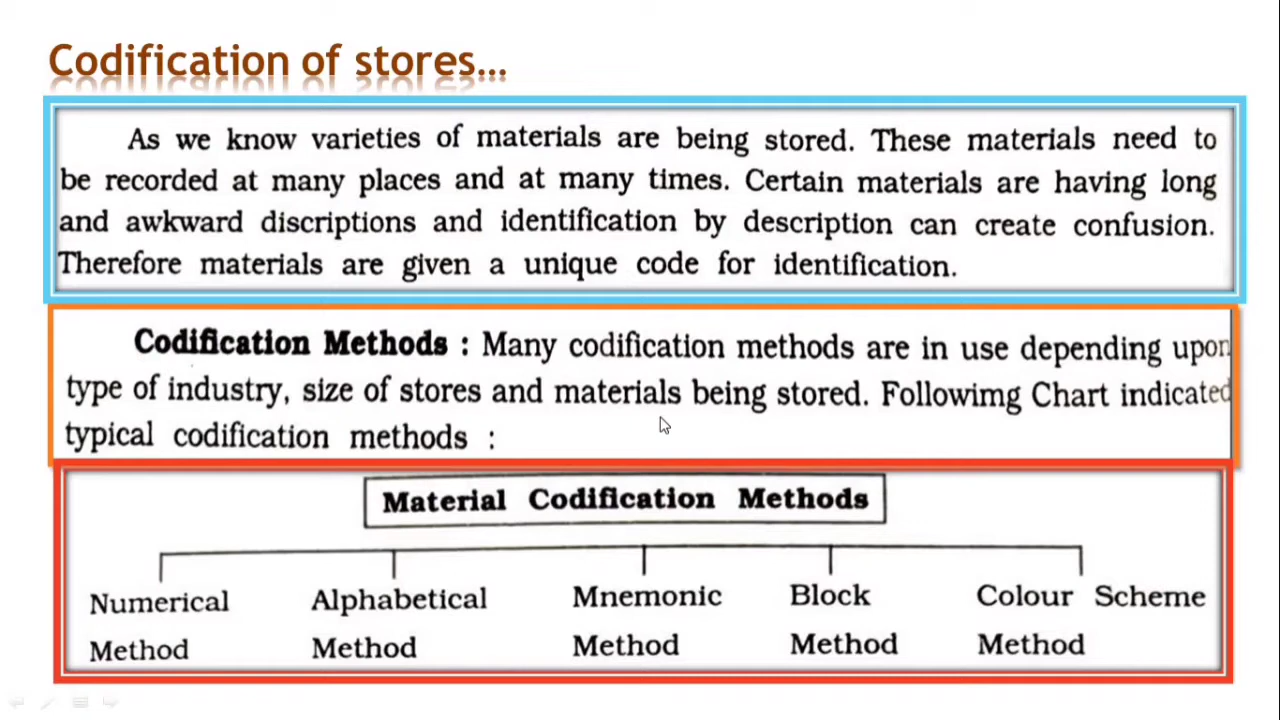 Codification of stores...
As we know varieties of materials are being stored. These materials need to
be recorded at many places and at many times. Certain materials are having long
and awkward discriptions and identification by description can create confusion.
Therefore materials are given a unique code for identification.
Codification Methods : Many codification methods are in use depending upon
type of industry, size of stores and materials being stored. Followimg Chart indicated
typical codification methods :
Material Codification Methods
Numerical Alphabetical Mnemonic Block Colour Scheme
Method Method Method Method Method